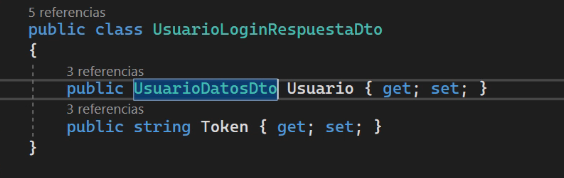 5 referencias
public class UsuarioLoginRespuestaDto
{
3 referencias
public UsuarioDatosDto Usuario { get; set; }
3 referencias
public string Token { get; set; }
}